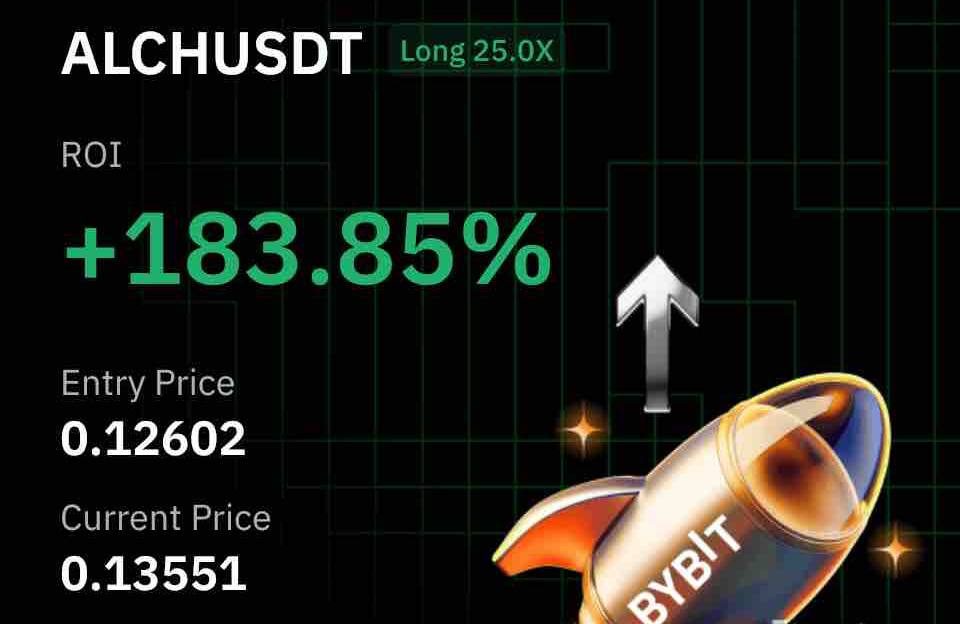 ALCHUSDT Long 25.0X
ROI
+183.85%
Entry Price
0.12602
Current Price
0.13551
BYBIT